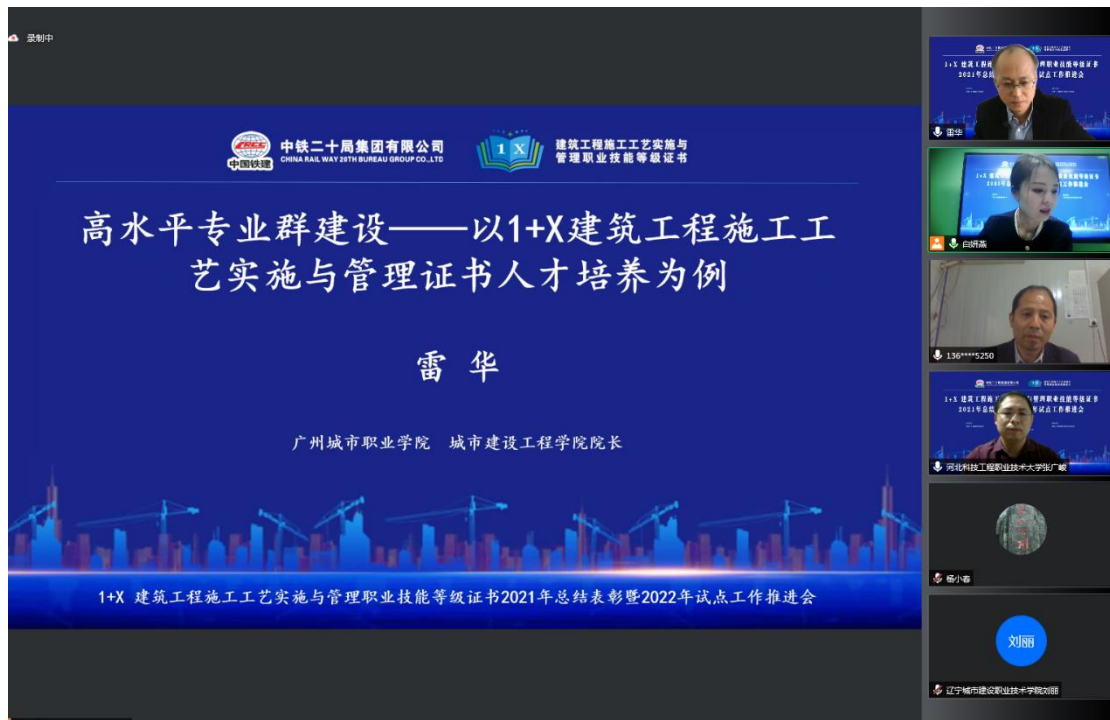 录制中
CRCC
中国铁建
中铁二十局集团有限公司
CHINA RAIL WAY 20TH BUREAU GROUP CO.,LTD
1 X
建筑工程施工工艺实施与
管理职业技能等级证书
高水平专业群建设——以1+X建筑工程施工工
艺实施与管理证书人才培养为例
雷 华
广州城市职业学院 城市建设工程学院院长
1+X 建筑工程施工工艺实施与管理职业技能等级证书2021年总结表彰暨2022年试点工作推进会
雷华
白妍燕
136****5250
河北科技工程职业技术大学张广峻
杨小春
刘丽
辽宁城市建设职业技术学院刘丽